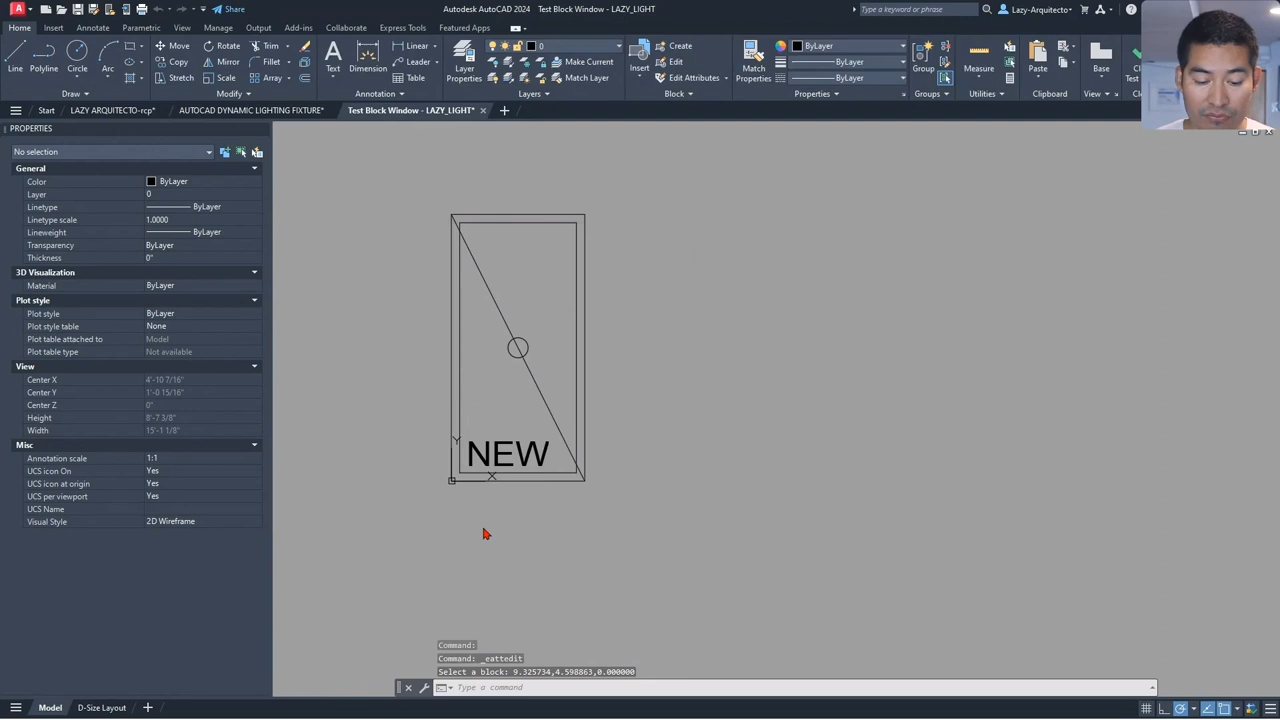 Share
Autodesk AutoCAD 2024 Test Block Window - LAZY_LIGHT
Type a keyword or phrase
Lazy-Arquitecto
Home Insert Annotate Parametric View Manage Output Add-ins Collaborate Express Tools Featured Apps
Line Polyline Circle Arc
Move Rotate Trim
Copy Mirror Fillet
Stretch Scale Array
Text Dimension
Linear
Leader
Table
Layer
Properties
0
Make Current
Match Layer
Insert
Create
Edit
Edit Attributes
Match
Properties
ByLayer
ByLayer
ByLayer
Group Measure Paste Base
Draw Modify Annotation Layers Block Properties Groups Utilities Clipboard View
Start LAZY ARQUITECTO-rcp* AUTOCAD DYNAMIC LIGHTING FIXTURE* Test Block Window - LAZY_LIGHT*
PROPERTIES
No selection
General
Color ByLayer
Layer 0
Linetype ByLayer
Linetype scale 1.0000
Lineweight ByLayer
Transparency ByLayer
Thickness 0"
3D Visualization
Material ByLayer
Plot style
Plot style ByLayer
Plot style table None
Plot table attached to Model
Plot table type Not available
View
Center X 4'-10 7/16"
Center Y 1'-0 15/16"
Center Z 0"
Height 8'-7 3/8"
Width 15'-1 1/8"
Misc
Annotation scale 1:1
UCS icon On Yes
UCS icon at origin Yes
UCS per viewport Yes
UCS Name
Visual Style 2D Wireframe
Y
NEW
X
Command:
Command: _eattedit
Select a block: 9.325734,4.598863,0.000000
Type a command
Model D-Size Layout